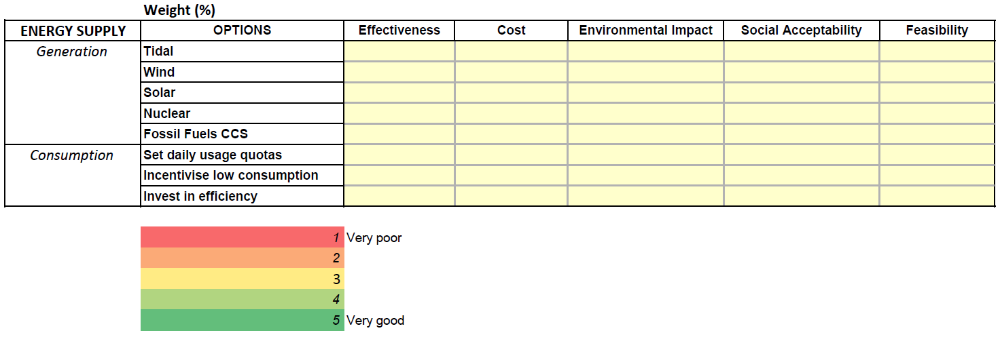 Weight (%)
ENERGY SUPPLY OPTIONS Effectiveness Cost Environmental Impact Social Acceptability Feasibility
Generation Tidal
Wind
Solar
Nuclear
Fossil Fuels CCS
Consumption Set daily usage quotas
Incentivise low consumption
Invest in efficiency
1 Very poor
2
3
4
5 Very good